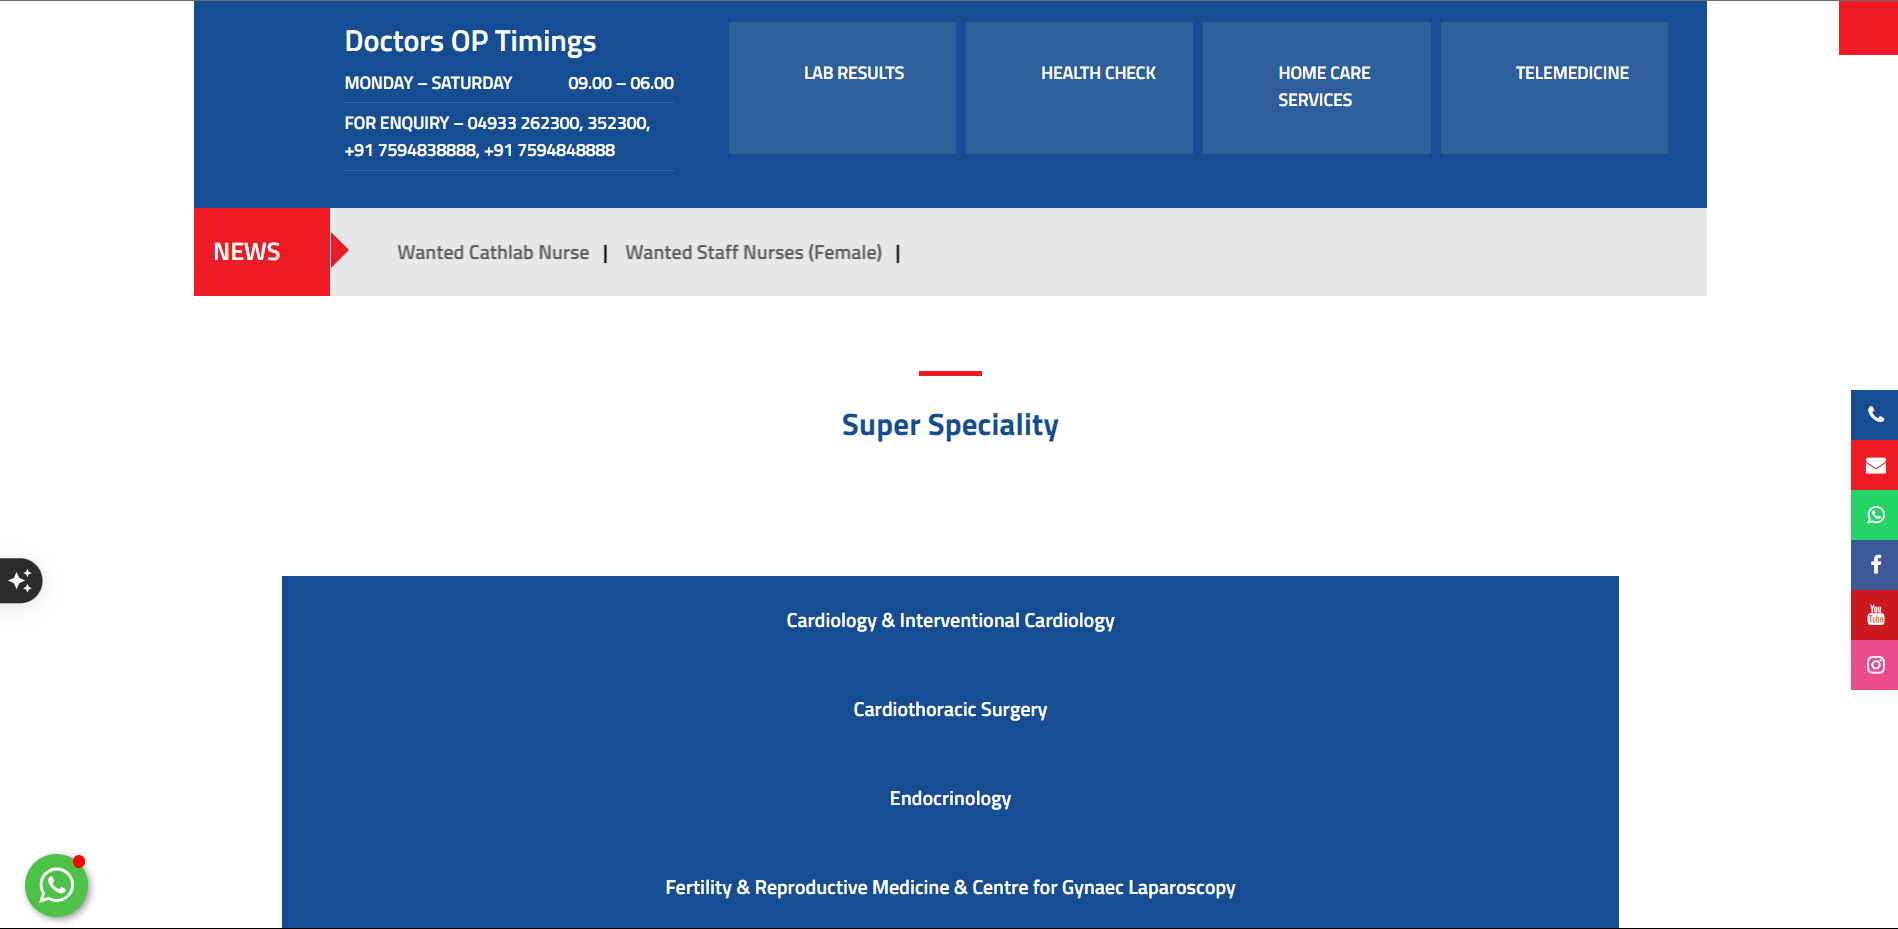 Doctors OP Timings
MONDAY – SATURDAY 09.00 – 06.00
FOR ENQUIRY – 04933 262300, 352300,
+91 7594838888, +91 7594848888
LAB RESULTS
HEALTH CHECK
HOME CARE
SERVICES
TELEMEDICINE
NEWS
Wanted Cathlab Nurse | Wanted Staff Nurses (Female) |
Super Speciality
Cardiology & Interventional Cardiology
Cardiothoracic Surgery
Endocrinology
Fertility & Reproductive Medicine & Centre for Gynaec Laparoscopy
You
Tube